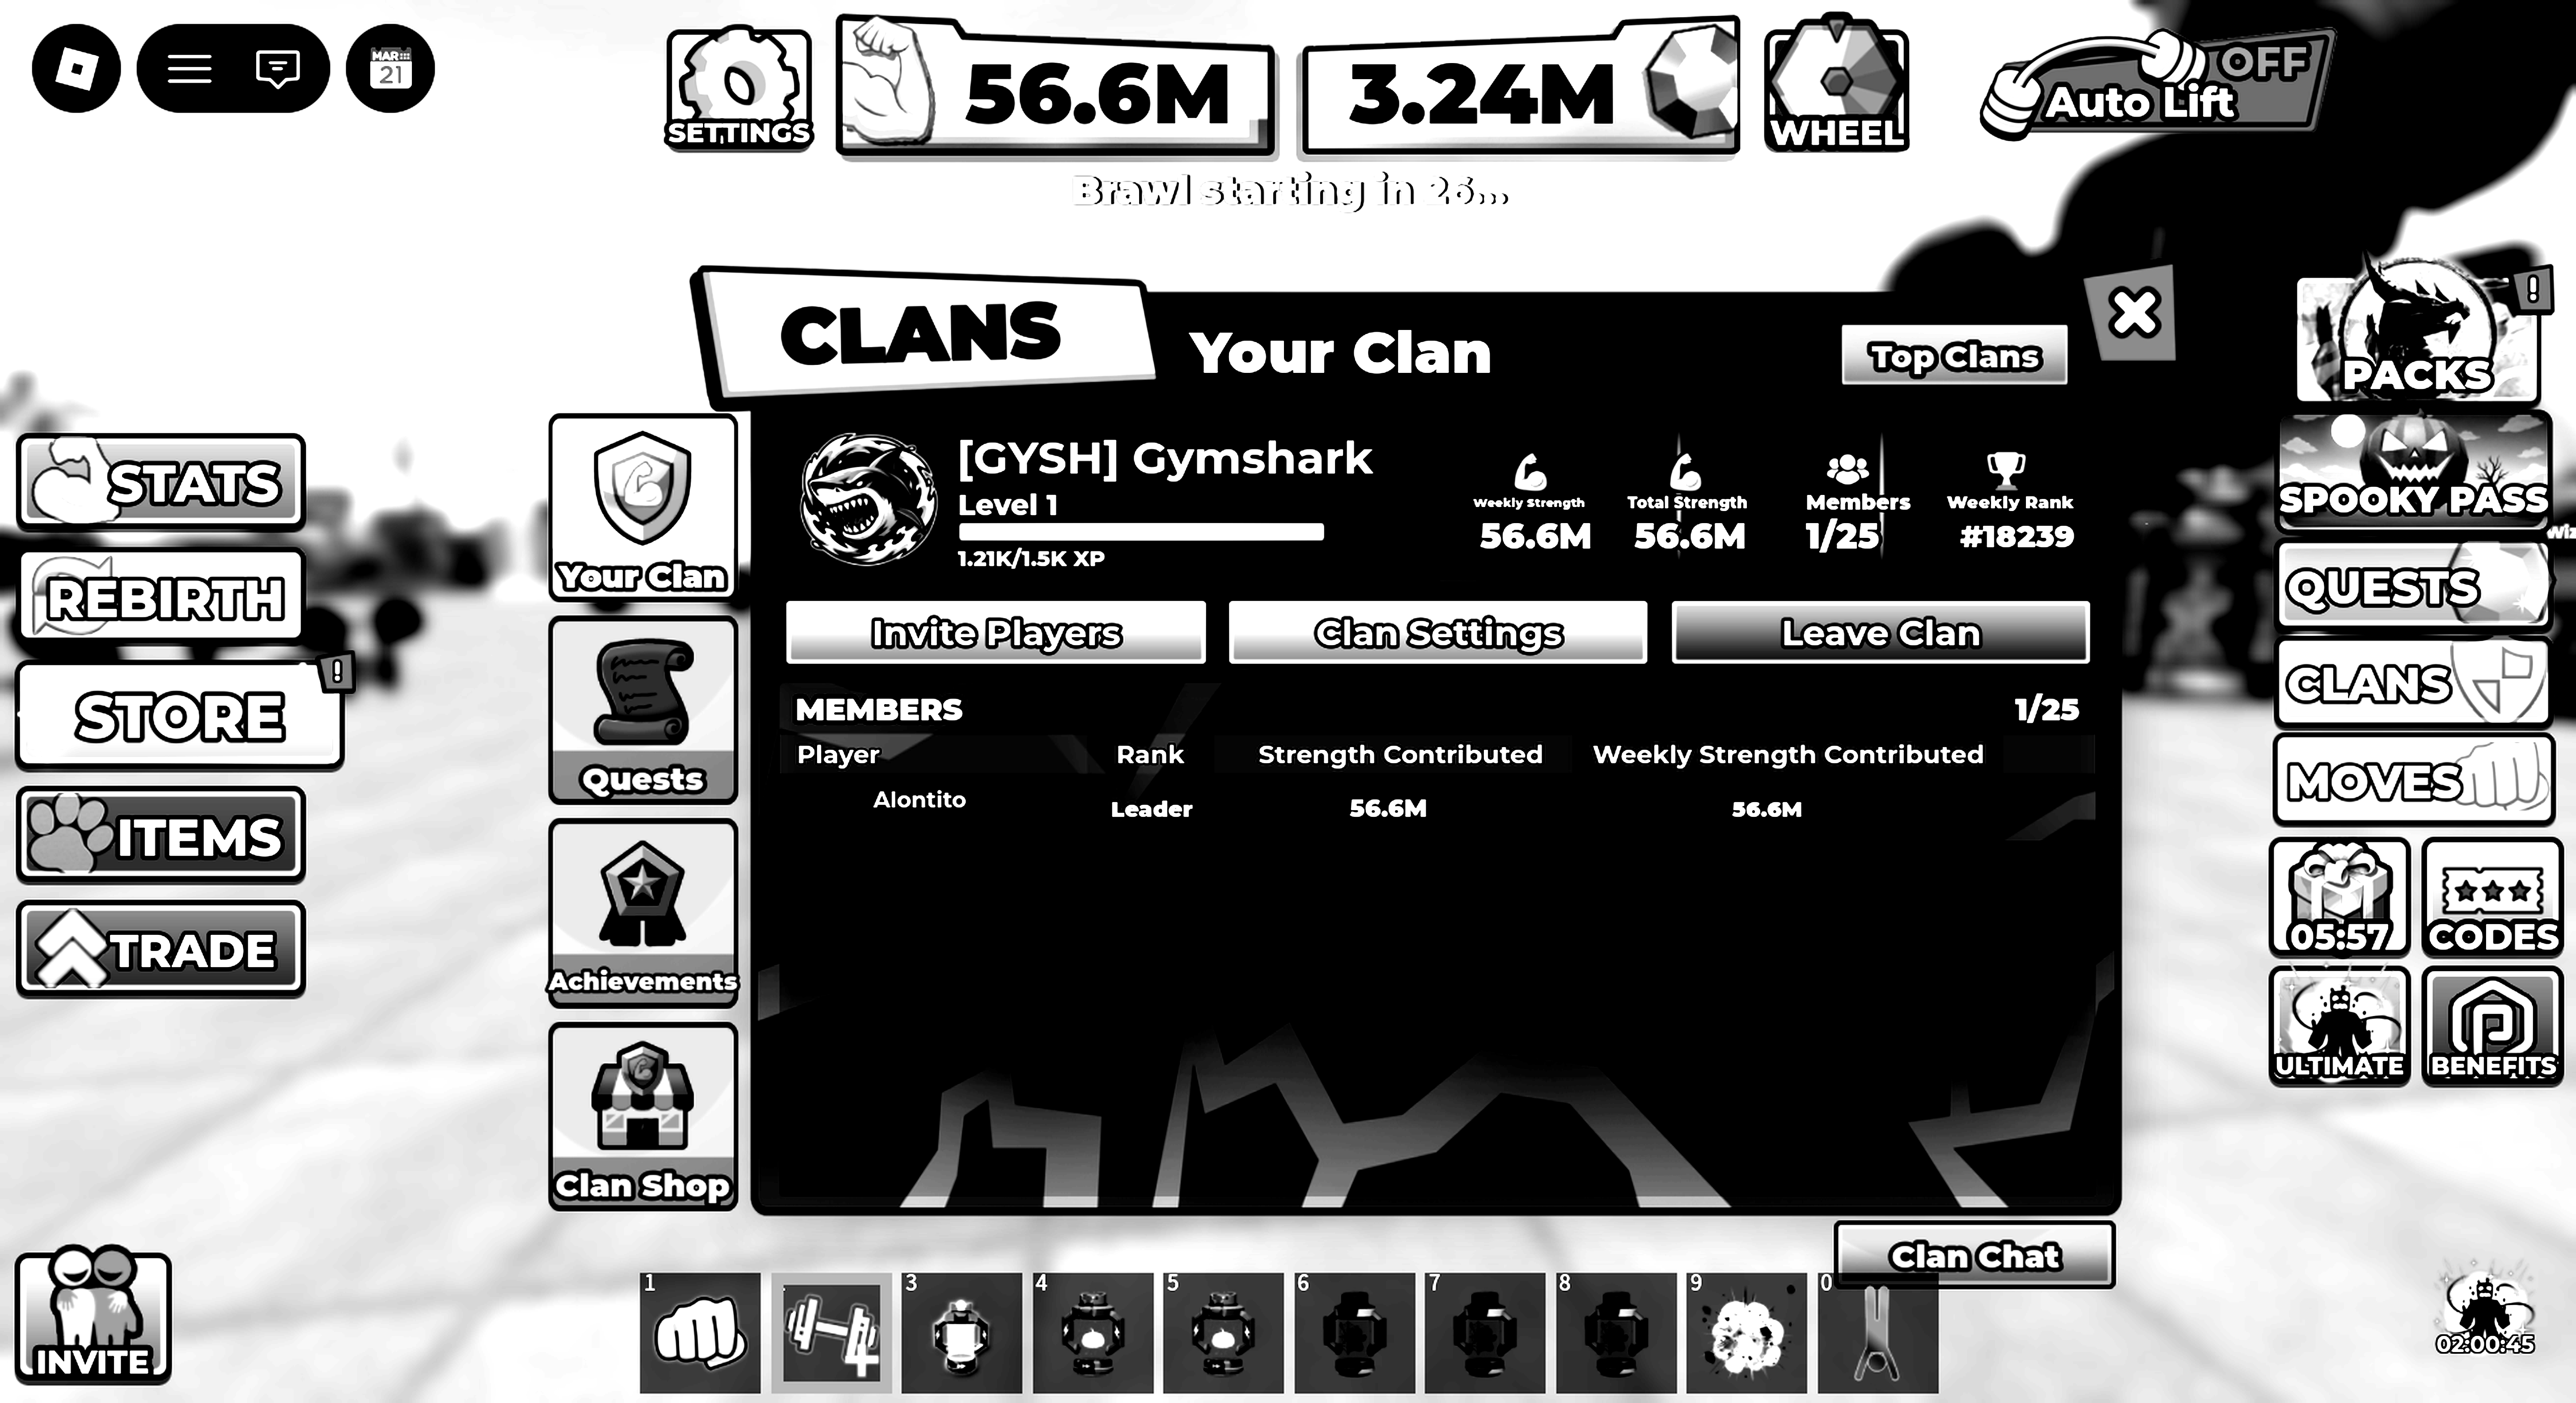 MAR
21
SETTINGS
56.6M
3.24M
WHEEL
OFF
Auto Lift
Brawl starting in 26...
CLANS
Your Clan
Top Clans
!
PACKS
STATS
REBIRTH
!
STORE
ITEMS
TRADE
INVITE
Your Clan
Quests
Achievements
Clan Shop
[GYSH] Gymshark
Level 1
1.21K/1.5K XP
Weekly Strength
56.6M
Total Strength
56.6M
Members
1/25
Weekly Rank
#18239
Invite Players
Clan Settings
Leave Clan
MEMBERS
1/25
Player Rank Strength Contributed Weekly Strength Contributed
Alontito Leader 56.6M 56.6M
SPOOKY PASS
Wiz
QUESTS
CLANS
MOVES
05:57
CODES
ULTIMATE
BENEFITS
Clan Chat
1
3
4
5
6
7
8
9
0
02:00:45